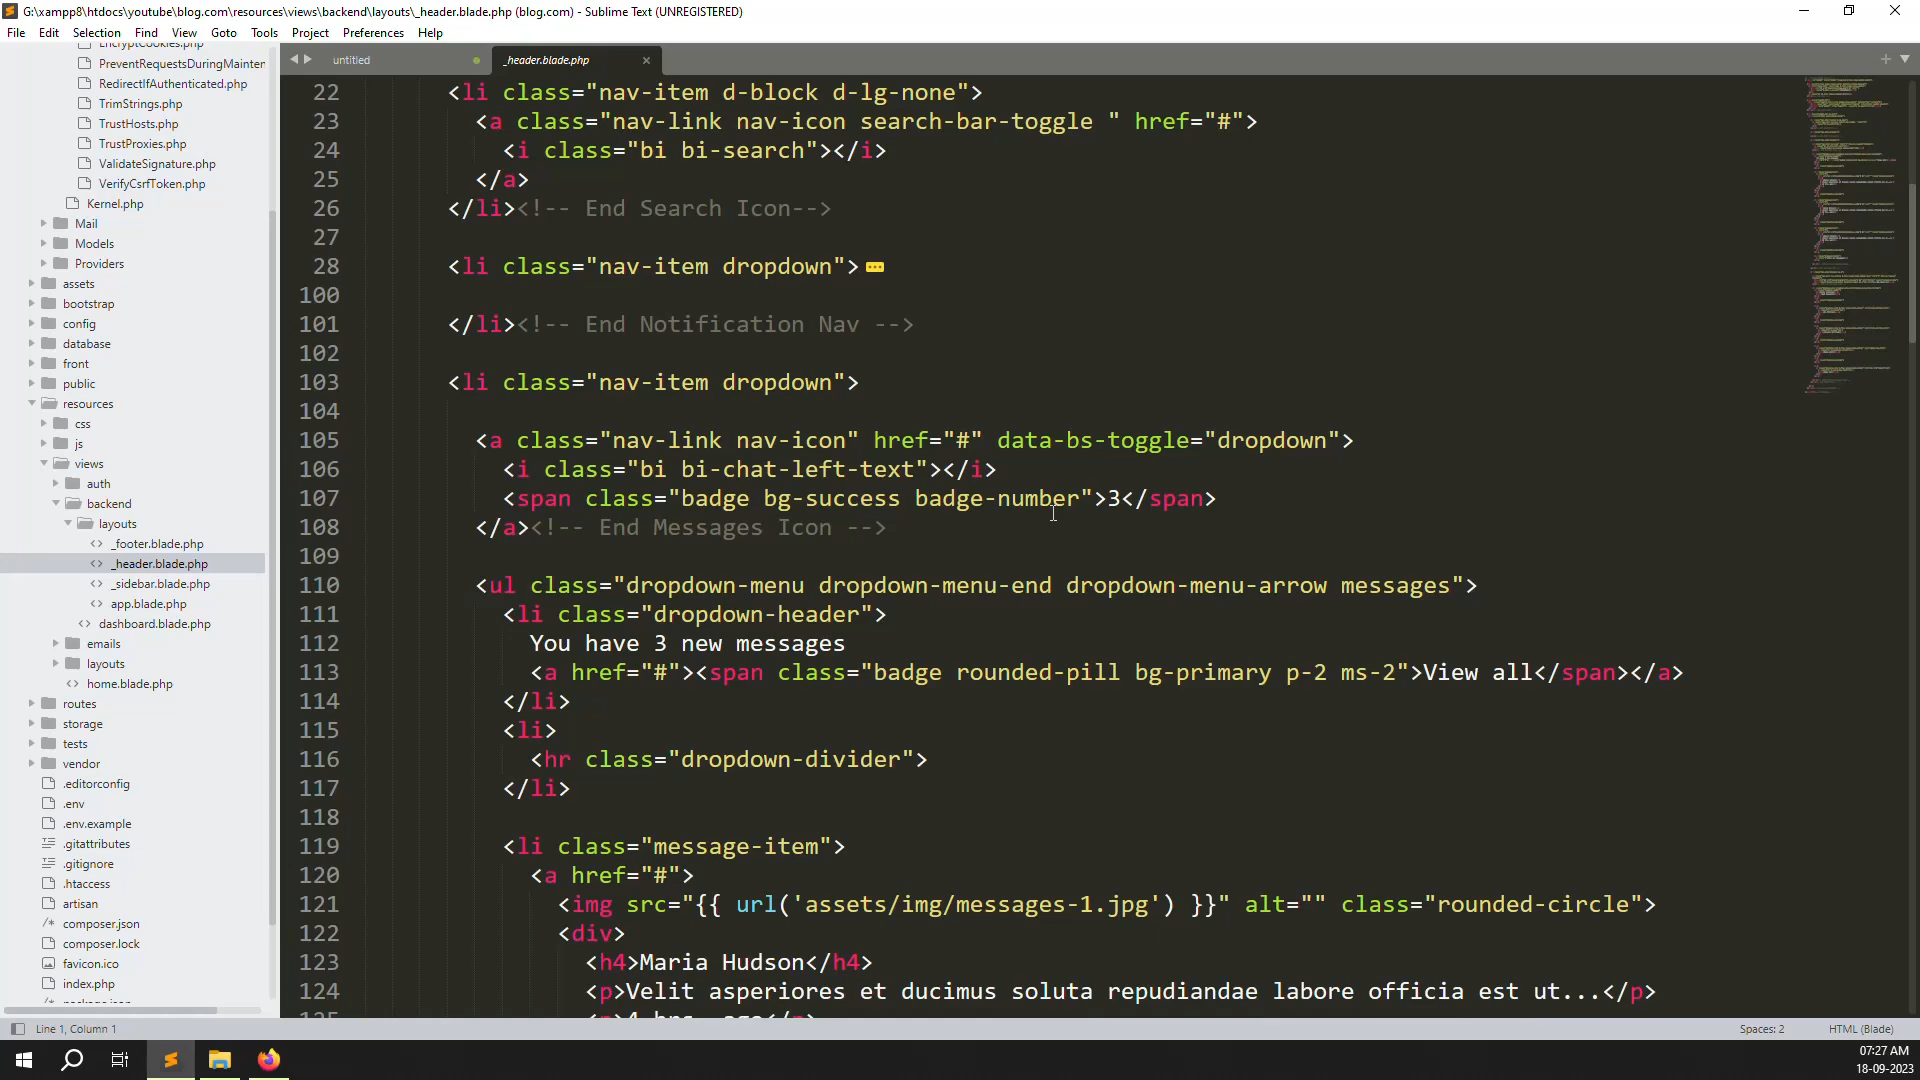 G:\xampp8\htdocs\youtube\blog.com\resources\views\backend\layouts\_header.blade.php (blog.com) - Sublime Text (UNREGISTERED)
File Edit Selection Find View Goto Tools Project Preferences Help
EncryptCookies.php
PreventRequestsDuringMainten
RedirectIfAuthenticated.php
TrimStrings.php
TrustHosts.php
TrustProxies.php
ValidateSignature.php
VerifyCsrfToken.php
Kernel.php
Mail
Models
Providers
assets
bootstrap
config
database
front
public
resources
css
js
views
auth
backend
layouts
_footer.blade.php
_header.blade.php
_sidebar.blade.php
app.blade.php
dashboard.blade.php
emails
layouts
home.blade.php
routes
storage
tests
vendor
.editorconfig
.env
.env.example
.gitattributes
.gitignore
.htaccess
artisan
composer.json
composer.lock
favicon.ico
index.php
untitled
_header.blade.php
22 <li class="nav-item d-block d-lg-none">
23 <a class="nav-link nav-icon search-bar-toggle " href="#">
24 <i class="bi bi-search"></i>
25 </a>
26 </li><!-- End Search Icon-->
27
28 <li class="nav-item dropdown">
100
101 </li><!-- End Notification Nav -->
102
103 <li class="nav-item dropdown">
104
105 <a class="nav-link nav-icon" href="#" data-bs-toggle="dropdown">
106 <i class="bi bi-chat-left-text"></i>
107 <span class="badge bg-success badge-number">3</span>
108 </a><!-- End Messages Icon -->
109
110 <ul class="dropdown-menu dropdown-menu-end dropdown-menu-arrow messages">
111 <li class="dropdown-header">
112 You have 3 new messages
113 <a href="#"><span class="badge rounded-pill bg-primary p-2 ms-2">View all</span></a>
114 </li>
115 <li>
116 <hr class="dropdown-divider">
117 </li>
118
119 <li class="message-item">
120 <a href="#">
121 <img src="{{ url('assets/img/messages-1.jpg') }}" alt="" class="rounded-circle">
122 <div>
123 <h4>Maria Hudson</h4>
124 <p>Velit asperiores et ducimus soluta repudiandae labore officia est ut...</p>
Line 1, Column 1
Spaces: 2
HTML (Blade)
07:27 AM
18-09-2023